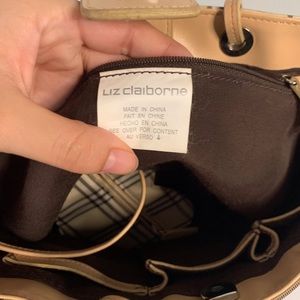 Liz claiborne
MADE IN CHINA
FAIT EN CHINE
HECHO EN CHINA
SEE OVER FOR CONTENT
AU VERSO ↓